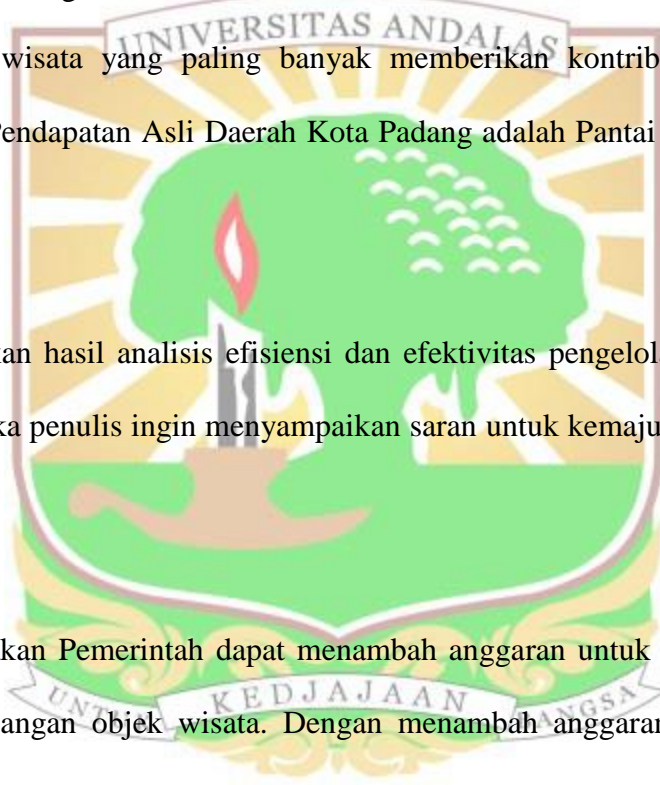 UNIVERSITAS ANDALAS
wisata yang paling banyak memberikan kontrib
Pendapatan Asli Daerah Kota Padang adalah Pantai
kan hasil analisis efisiensi dan efektivitas pengelol
ka penulis ingin menyampaikan saran untuk kemaju
kan Pemerintah dapat menambah anggaran untuk
UNTUK KEDJAJAAN BANGSA
angan objek wisata. Dengan menambah anggaran